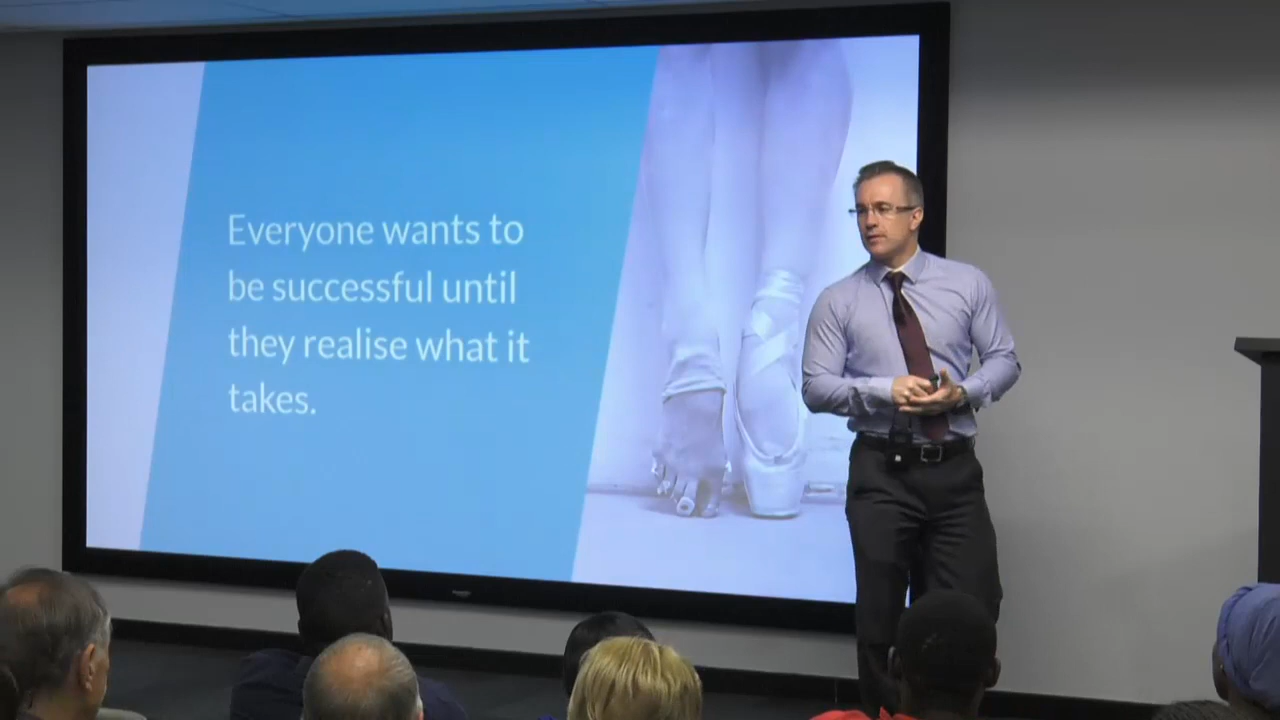 Everyone wants to
be successful until
they realise what it
takes.